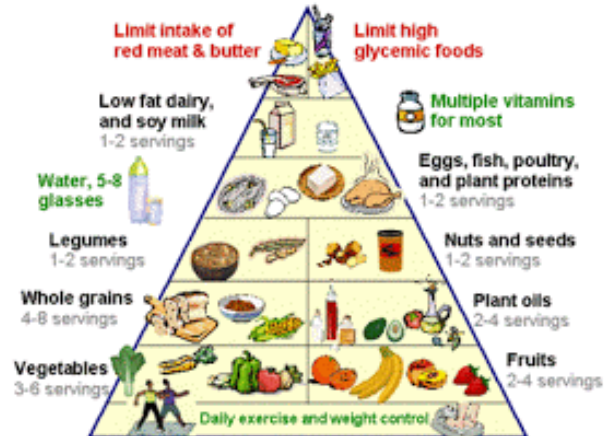 Limit intake of
red meat & butter
Limit high
glycemic foods
Low fat dairy,
and soy milk
1-2 servings
Multiple vitamins
for most
Water, 5-8
glasses
Eggs, fish, poultry,
and plant proteins
1-2 servings
Legumes
1-2 servings
Nuts and seeds
1-2 servings
Whole grains
4-8 servings
Plant oils
2-4 servings
Vegetables
3-6 servings
Fruits
2-4 servings
Daily exercise and weight control